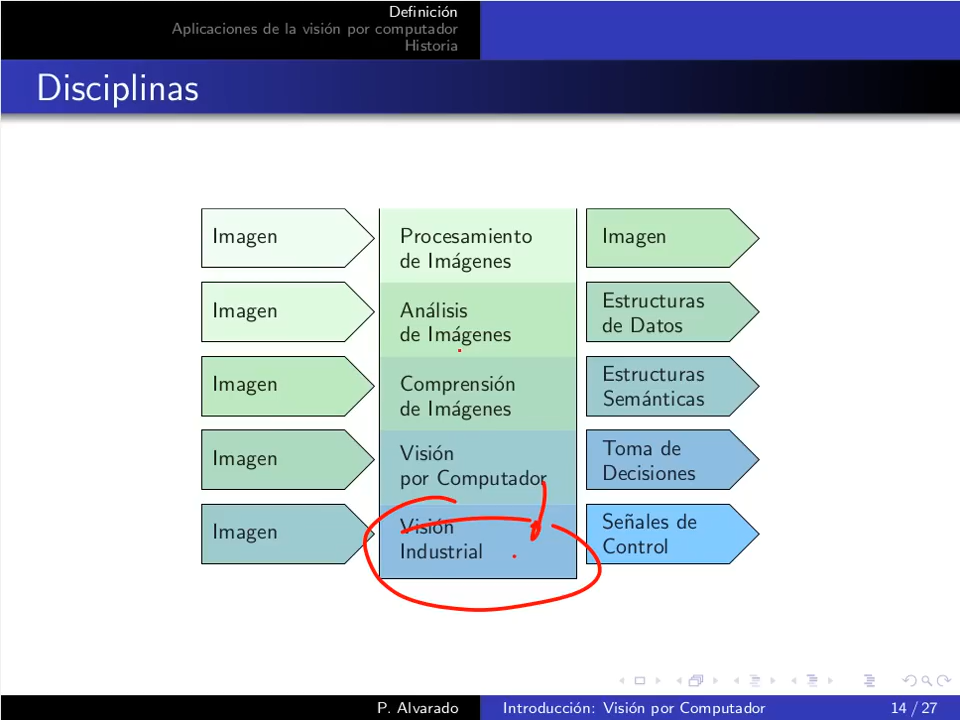 Definición
Aplicaciones de la visión por computador
Historia
Disciplinas
Imagen
Procesamiento
de Imágenes
Imagen
Imagen
Análisis
de Imágenes
Estructuras
de Datos
Imagen
Comprensión
de Imágenes
Estructuras
Semánticas
Imagen
Visión
por Computador
Toma de
Decisiones
Imagen
Visión
Industrial
Señales de
Control
P. Alvarado
Introducción: Visión por Computador
14 / 27